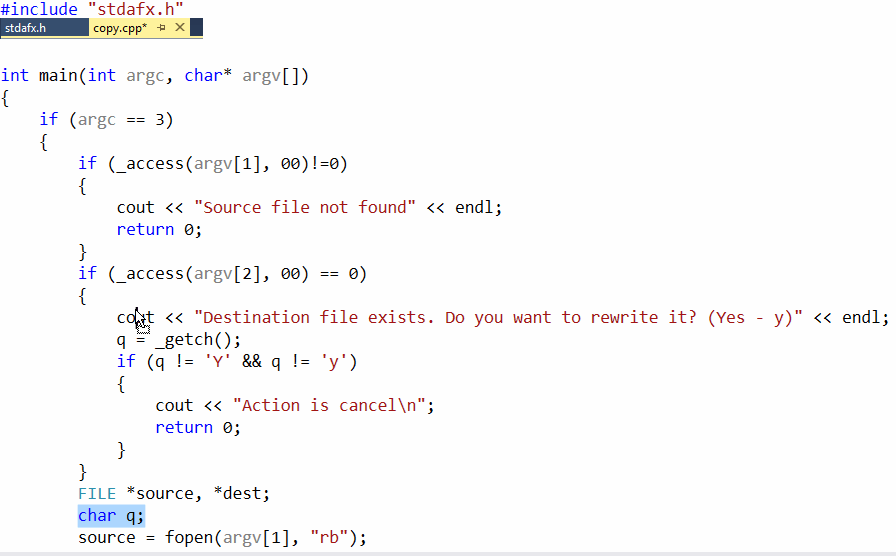 #include "stdafx.h"
stdafx.h copy.cpp*
int main(int argc, char* argv[])
{
    if (argc == 3)
    {
        if (_access(argv[1], 00)!=0)
        {
            cout << "Source file not found" << endl;
            return 0;
        }
        if (_access(argv[2], 00) == 0)
        {
            cout << "Destination file exists. Do you want to rewrite it? (Yes - y)" << endl;
            q = _getch();
            if (q != 'Y' && q != 'y')
            {
                cout << "Action is cancel\n";
                return 0;
            }
        }
        FILE *source, *dest;
        char q;
        source = fopen(argv[1], "rb");